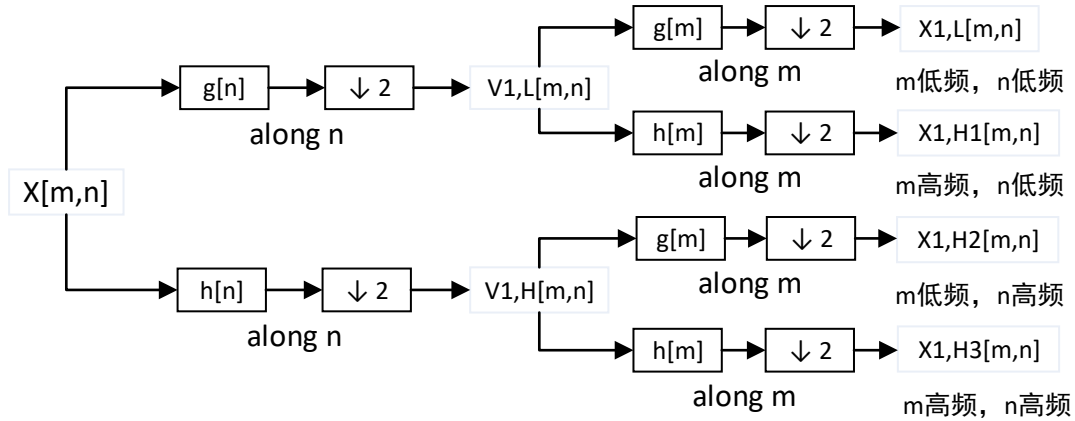 g[m] ↓ 2 X1,L[m,n]
along m
m低频，n低频
g[n] ↓ 2 V1,L[m,n]
along n
h[m] ↓ 2 X1,H1[m,n]
along m
m高频，n低频
X[m,n]
g[m] ↓ 2 X1,H2[m,n]
along m
m低频，n高频
h[n] ↓ 2 V1,H[m,n]
along n
h[m] ↓ 2 X1,H3[m,n]
along m
m高频，n高频